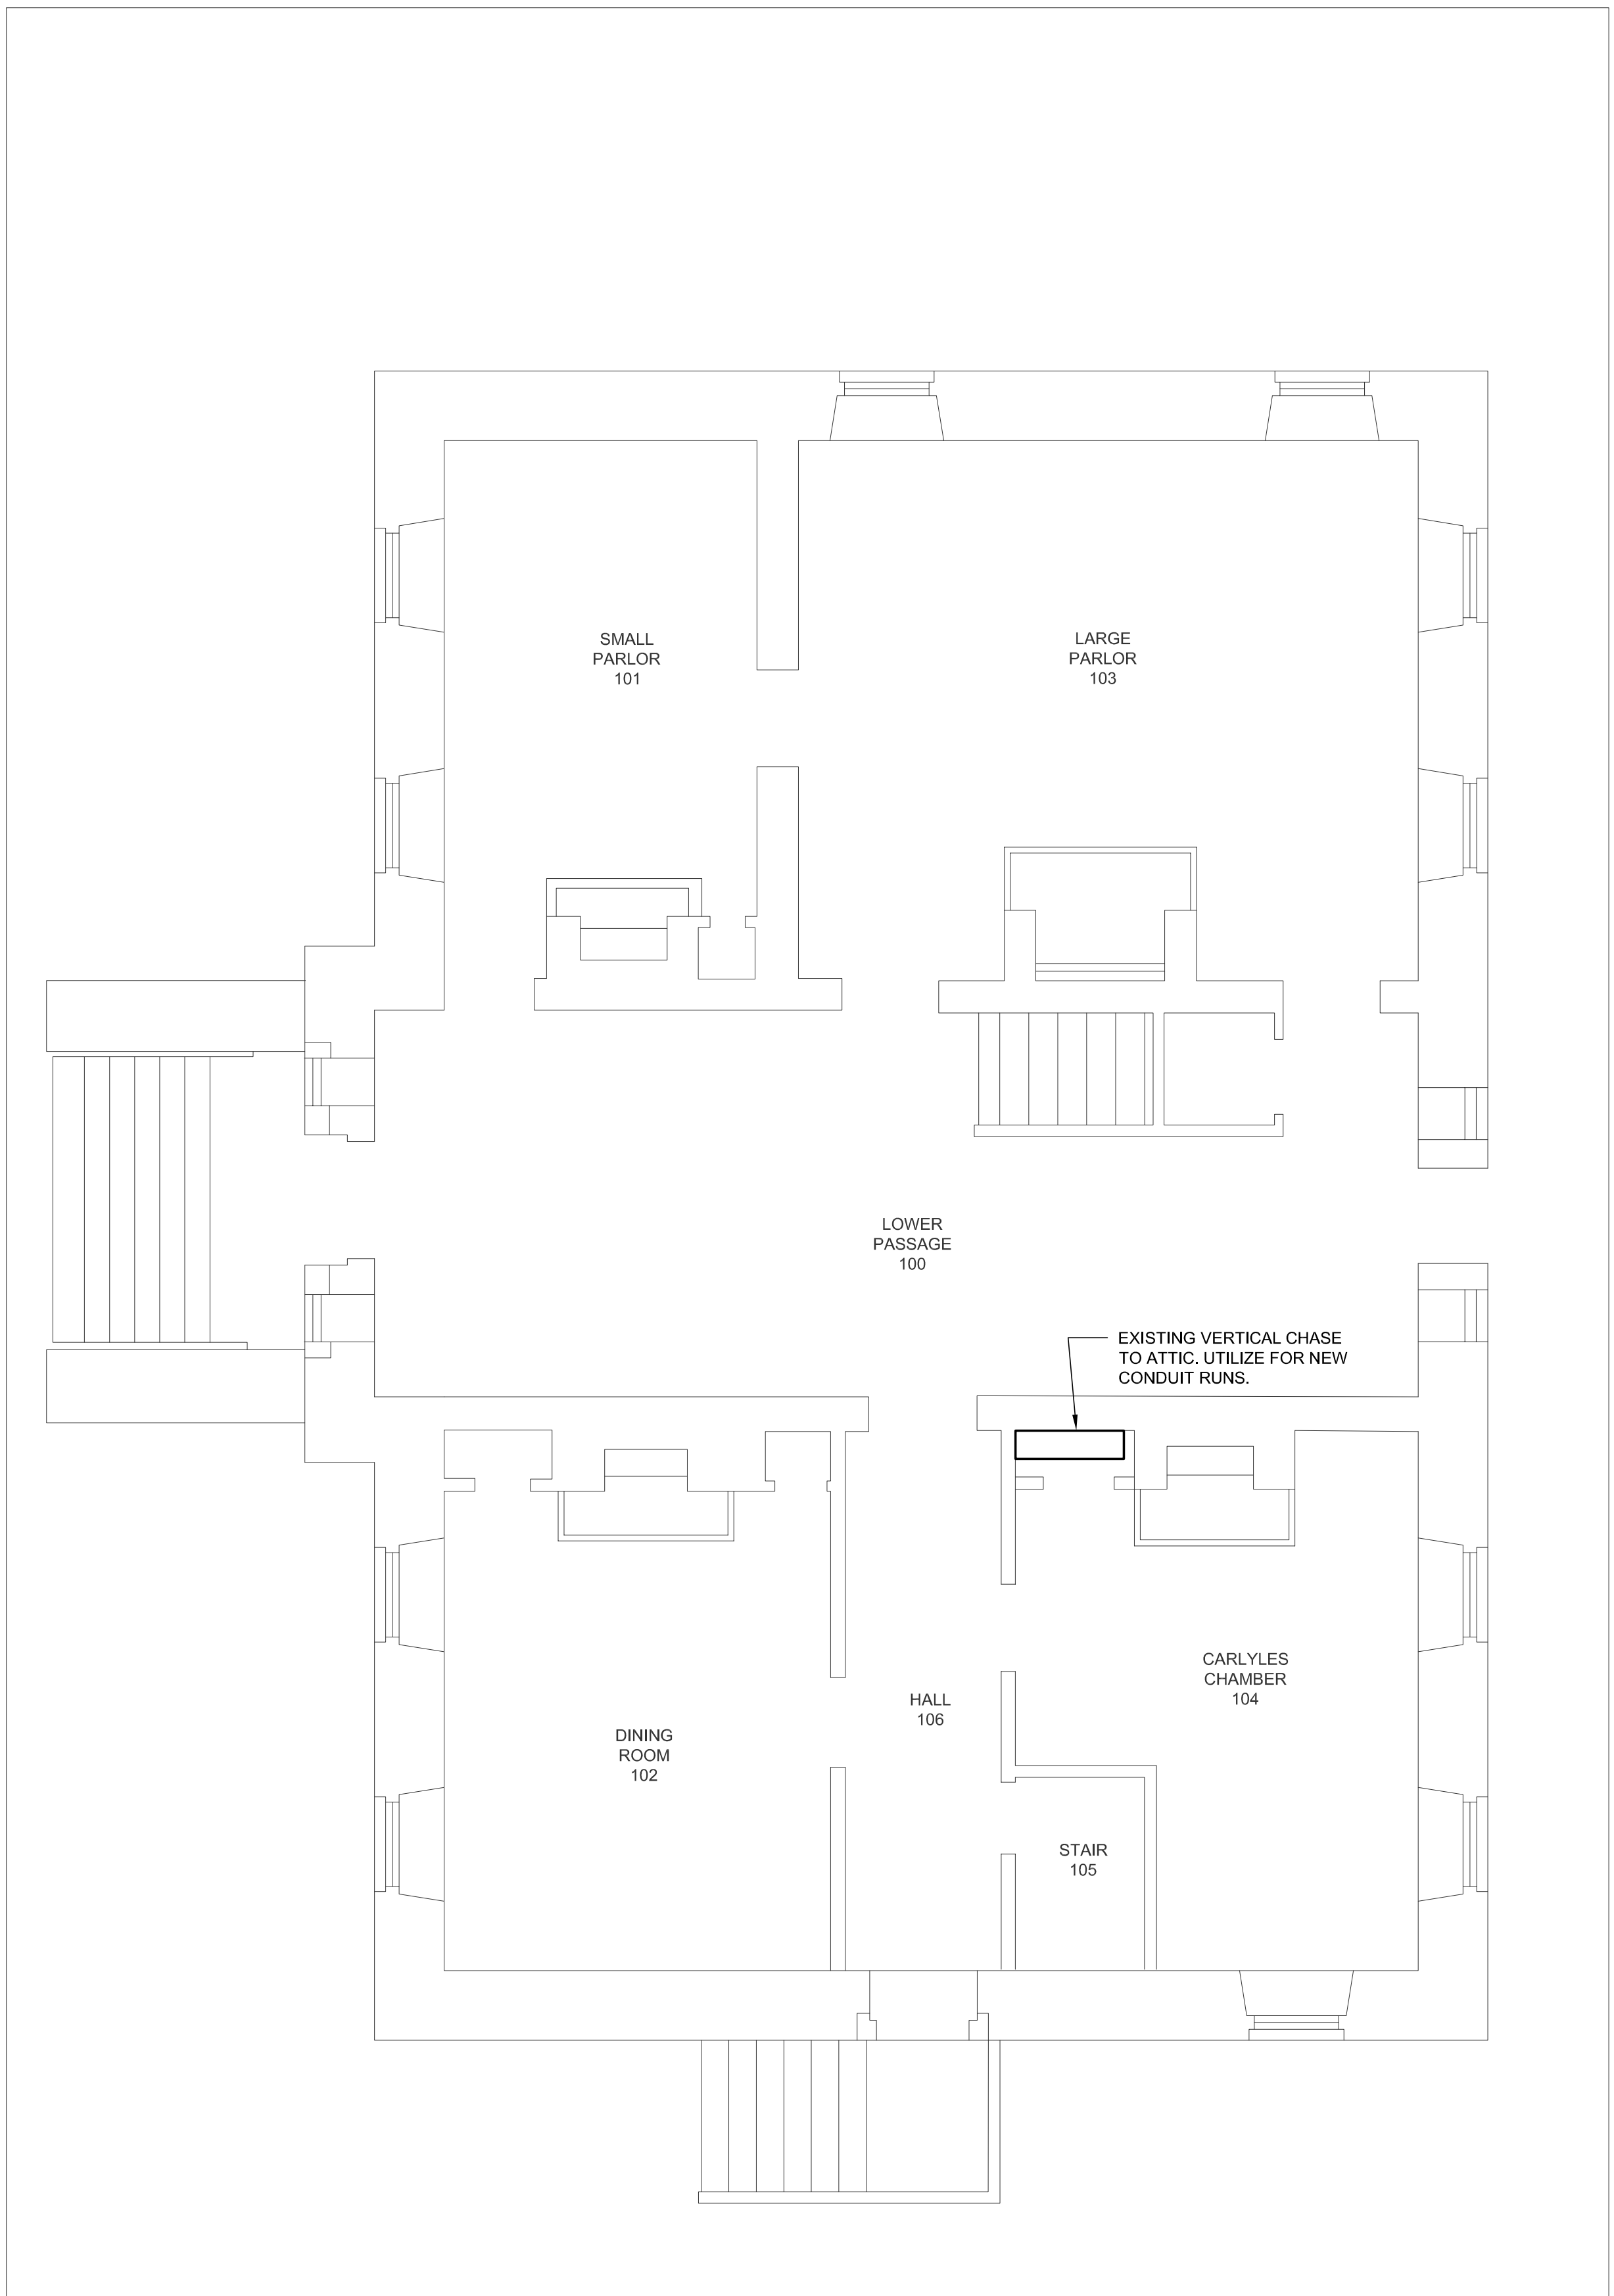 SMALL
PARLOR
101
LARGE
PARLOR
103
LOWER
PASSAGE
100
EXISTING VERTICAL CHASE
TO ATTIC. UTILIZE FOR NEW
CONDUIT RUNS.
CARLYLES
CHAMBER
104
HALL
106
DINING
ROOM
102
STAIR
105